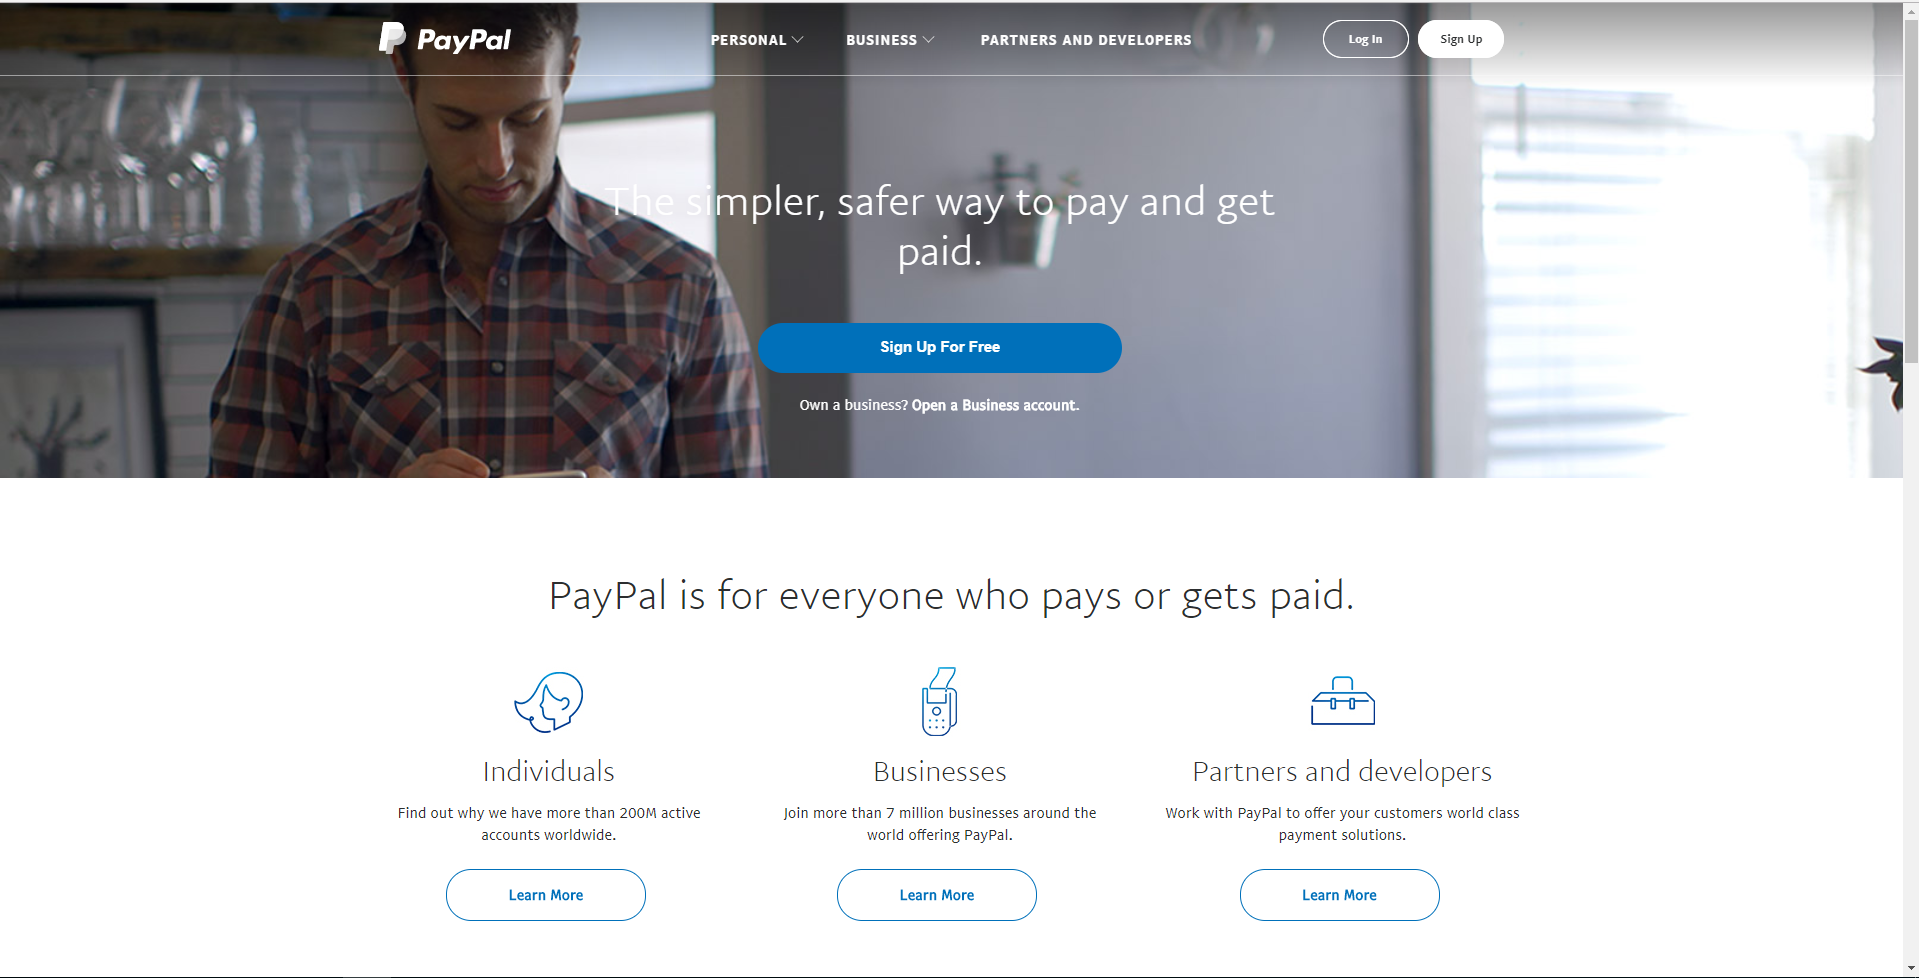 PayPal
PERSONAL
BUSINESS
PARTNERS AND DEVELOPERS
Log In
Sign Up
The simpler, safer way to pay and get
paid.
Sign Up For Free
Own a business? Open a Business account.
PayPal is for everyone who pays or gets paid.
Individuals
Find out why we have more than 200M active
accounts worldwide.
Learn More
Businesses
Join more than 7 million businesses around the
world offering PayPal.
Learn More
Partners and developers
Work with PayPal to offer your customers world class
payment solutions.
Learn More